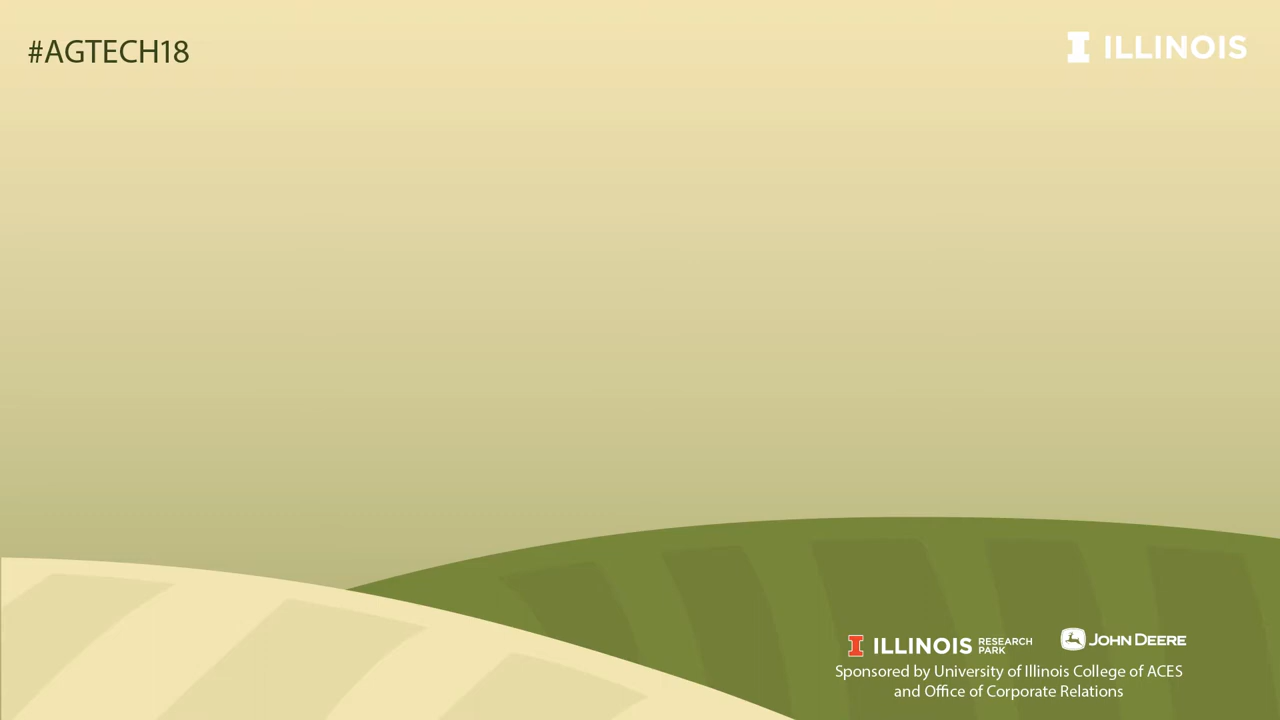 #AGTECH18
I ILLINOIS
I ILLINOIS RESEARCH PARK
JOHN DEERE
Sponsored by University of Illinois College of ACES
and Office of Corporate Relations